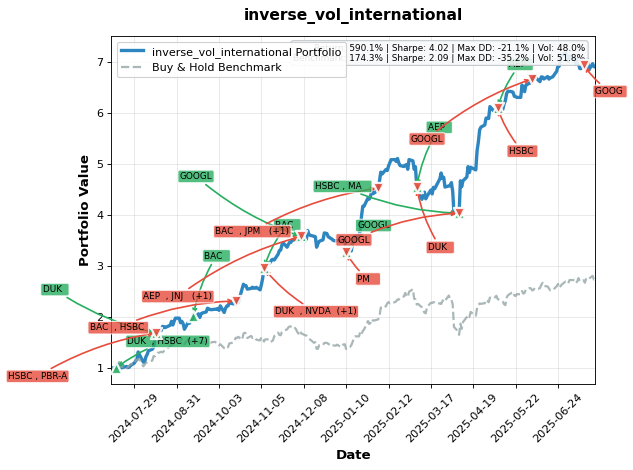 inverse_vol_international
590.1% | Sharpe: 4.02 | Max DD: -21.1% | Vol: 48.0%
174.3% | Sharpe: 2.09 | Max DD: -35.2% | Vol: 51.8%
inverse_vol_international Portfolio
Buy & Hold Benchmark
Portfolio Value
7
6
5
4
3
2
1
GOOG
AEP
GOOGL
HSBC
GOOGL
HSBC , MA
GOOGL
BAC
BAC , JPM (+1)
GOOGL
DUK
BAC
PM
DUK
AEP , JNJ (+1)
DUK , NVDA (+1)
BAC , HSBC
DUK , HSBC (+7)
HSBC , PBR-A
2024-07-29
2024-08-31
2024-10-03
2024-11-05
2024-12-08
2025-01-10
2025-02-12
2025-03-17
2025-04-19
2025-05-22
2025-06-24
Date